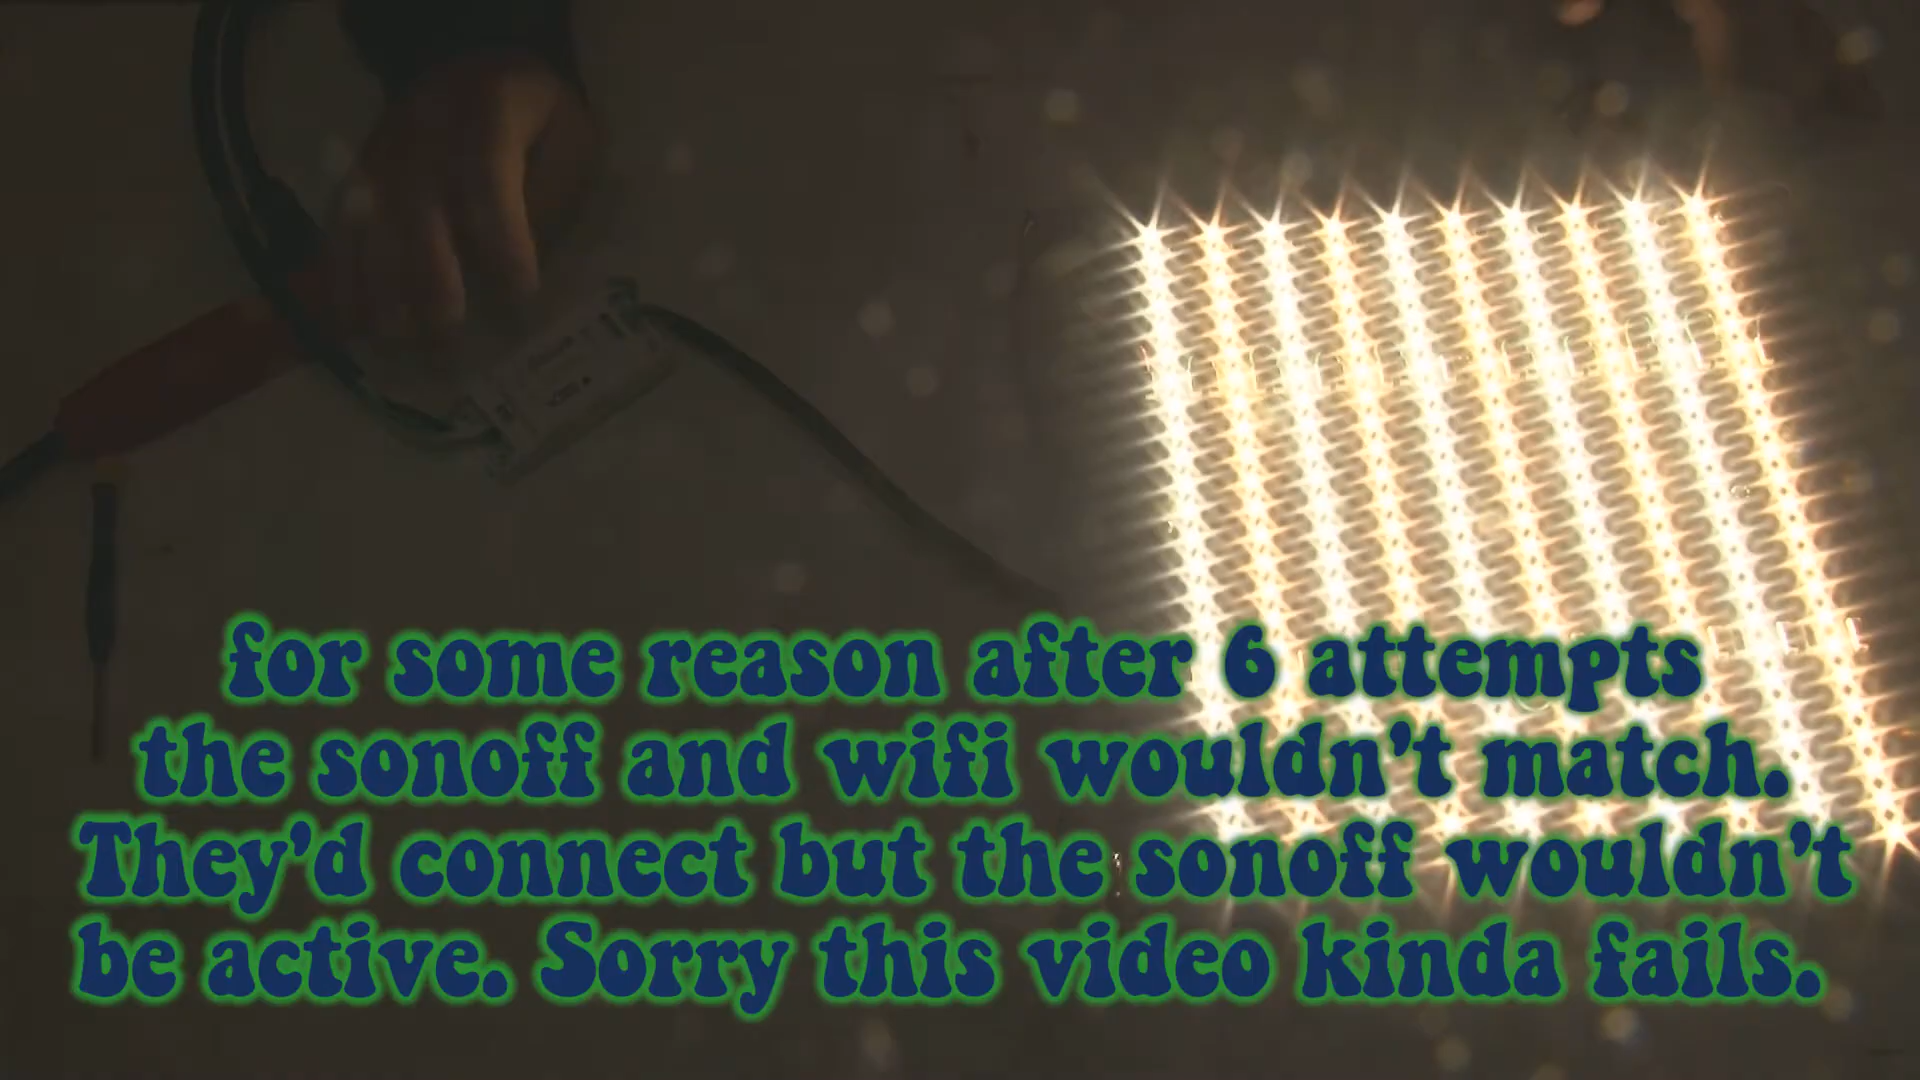 for some reason after 6 attempts
the sonoff and wifi wouldn't match.
They'd connect but the sonoff wouldn't
be active. Sorry this video kinda fails.